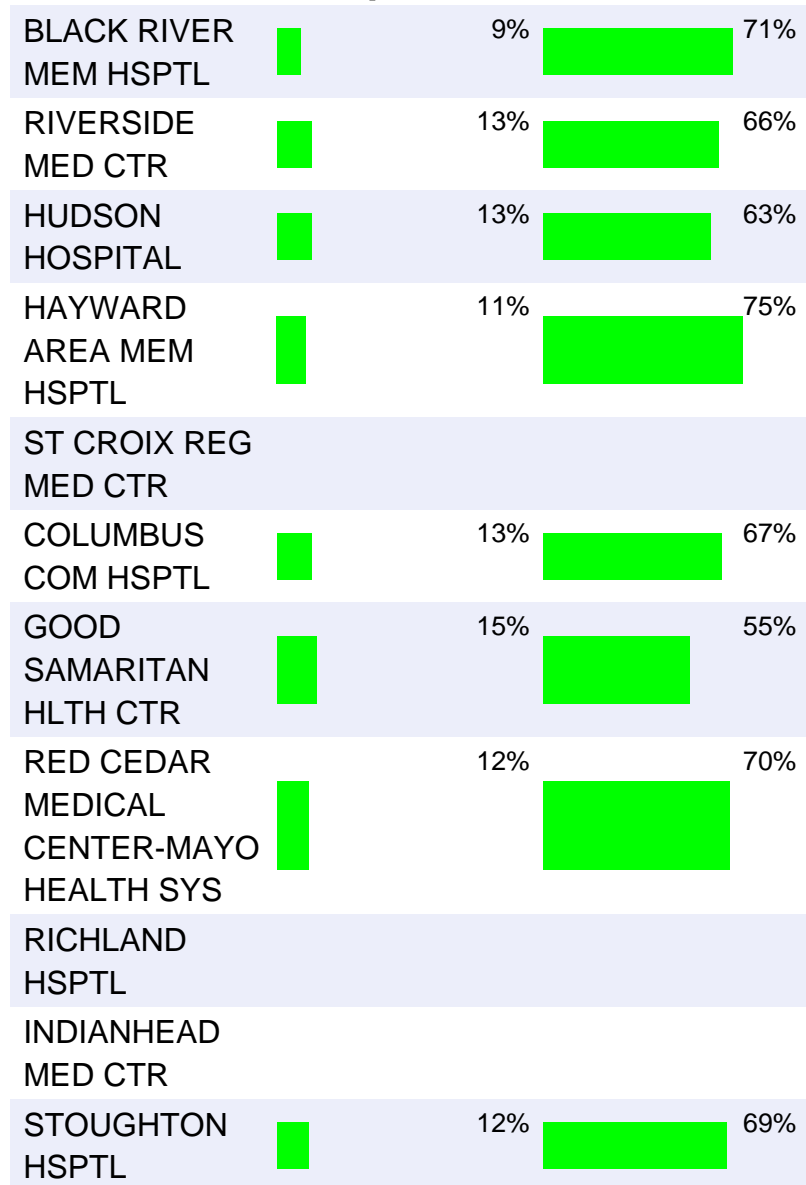 BLACK RIVER 9% 71%
MEM HSPTL
RIVERSIDE 13% 66%
MED CTR
HUDSON 13% 63%
HOSPITAL
HAYWARD 11% 75%
AREA MEM
HSPTL
ST CROIX REG
MED CTR
COLUMBUS 13% 67%
COM HSPTL
GOOD 15% 55%
SAMARITAN
HLTH CTR
RED CEDAR 12% 70%
MEDICAL
CENTER-MAYO
HEALTH SYS
RICHLAND
HSPTL
INDIANHEAD
MED CTR
STOUGHTON 12% 69%
HSPTL